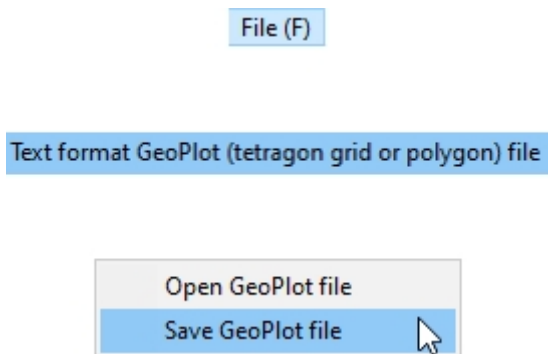 File (F)
Text format GeoPlot (tetragon grid or polygon) file
Open GeoPlot file
Save GeoPlot file